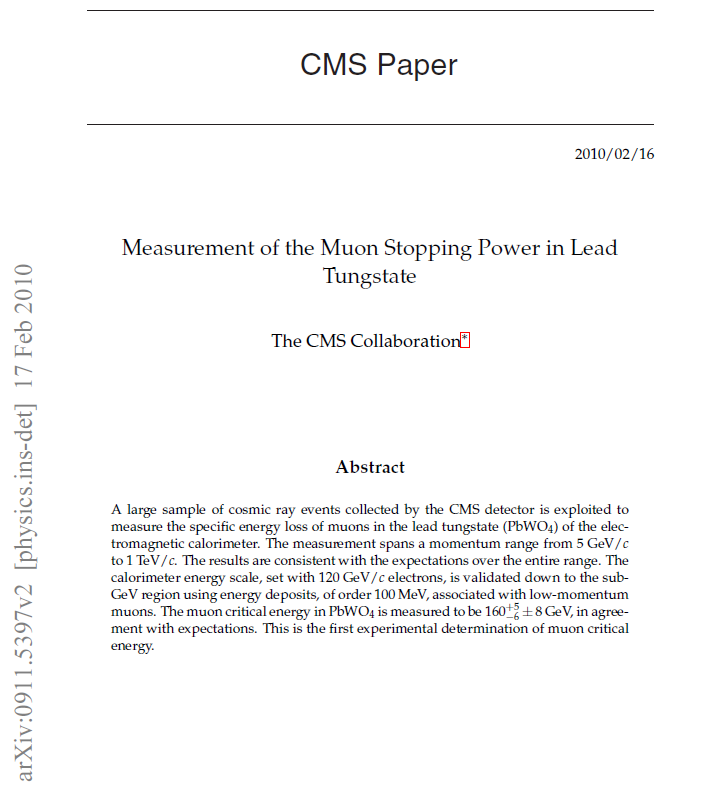 CMS Paper
2010/02/16
Measurement of the Muon Stopping Power in Lead
Tungstate
The CMS Collaboration*
Abstract
A large sample of cosmic ray events collected by the CMS detector is exploited to
measure the specific energy loss of muons in the lead tungstate (PbWO₄) of the elec-
tromagnetic calorimeter. The measurement spans a momentum range from 5 GeV/c
to 1 TeV/c. The results are consistent with the expectations over the entire range. The
calorimeter energy scale, set with 120 GeV/c electrons, is validated down to the sub-
GeV region using energy deposits, of order 100 MeV, associated with low-momentum
muons. The muon critical energy in PbWO₄ is measured to be 160⁺⁵₋₆ ± 8 GeV, in agree-
ment with expectations. This is the first experimental determination of muon critical
energy.
arXiv:0911.5397v2 [physics.ins-det] 17 Feb 2010